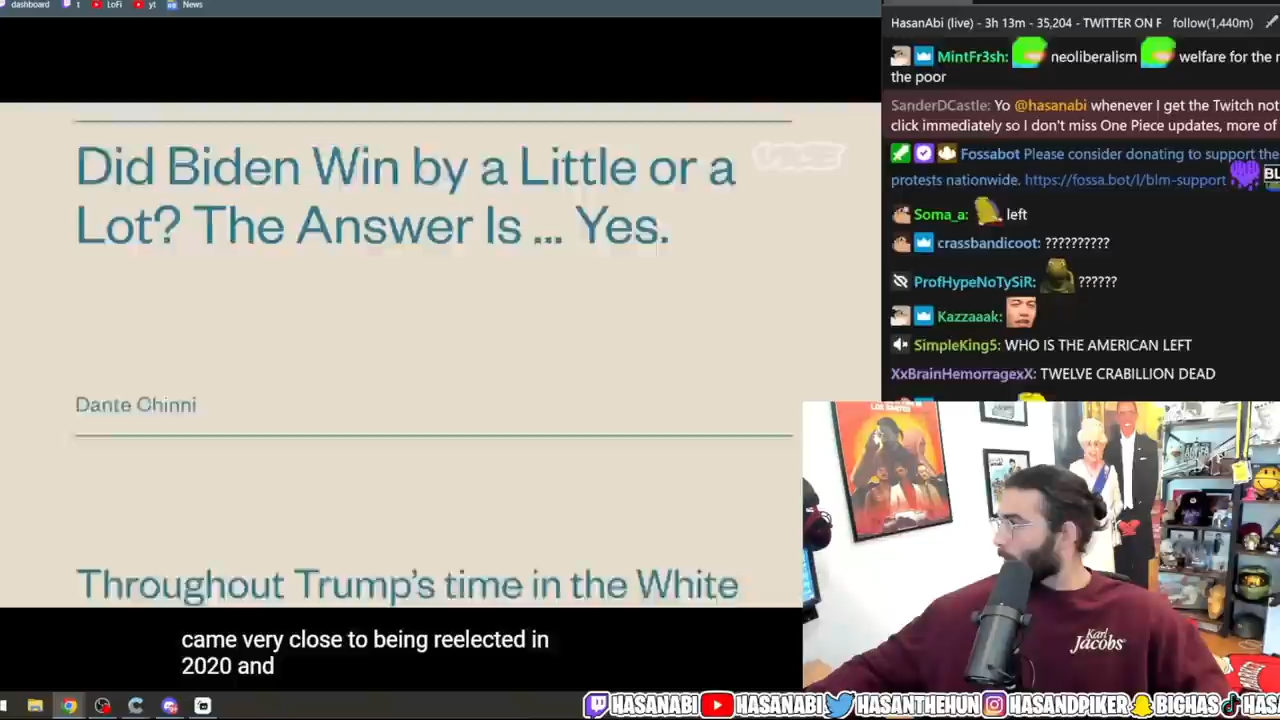 dashboard t LoFi yt News
HasanAbi (live) - 3h 13m - 35,204 - TWITTER ON F follow(1,440m)
MintFr3sh: neoliberalism welfare for the
the poor
SanderDCastle: Yo @hasanabi whenever I get the Twitch not
click immediately so I don't miss One Piece updates, more of
Fossabot Please consider donating to support the
protests nationwide. https://fossa.bot/l/blm-support
Soma_a: left
crassbandicoot: ??????????
ProfHypeNoTySiR: ??????
Kazzaaak:
SimpleKing5: WHO IS THE AMERICAN LEFT
XxBrainHemorragexX: TWELVE CRABILLION DEAD
VICE
Did Biden Win by a Little or a
Lot? The Answer Is ... Yes.
Dante Chinni
Throughout Trump's time in the White
came very close to being reelected in
2020 and
Karl
Jacobs
HASANABI HASANABI HASANTHEHUN HASANDPIKER BIGHAS HAS